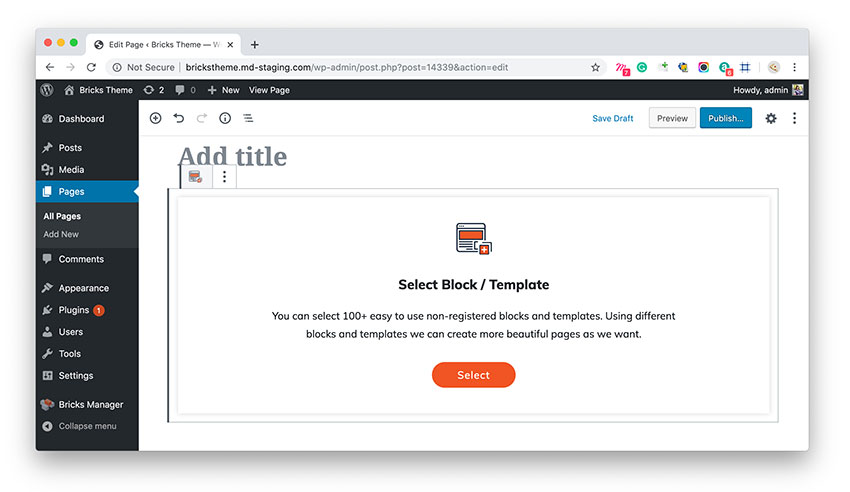 Edit Page ‹ Bricks Theme — W
Not Secure | brickstheme.md-staging.com/wp-admin/post.php?post=14339&action=edit
7
6
Bricks Theme 2 0 New View Page Howdy, admin
Dashboard
Posts
Media
Pages
All Pages
Add New
Comments
Appearance
Plugins 1
Users
Tools
Settings
Bricks Manager
Collapse menu
Save Draft Preview Publish...
Add title
Select Block / Template
You can select 100+ easy to use non-registered blocks and templates. Using different
blocks and templates we can create more beautiful pages as we want.
Select